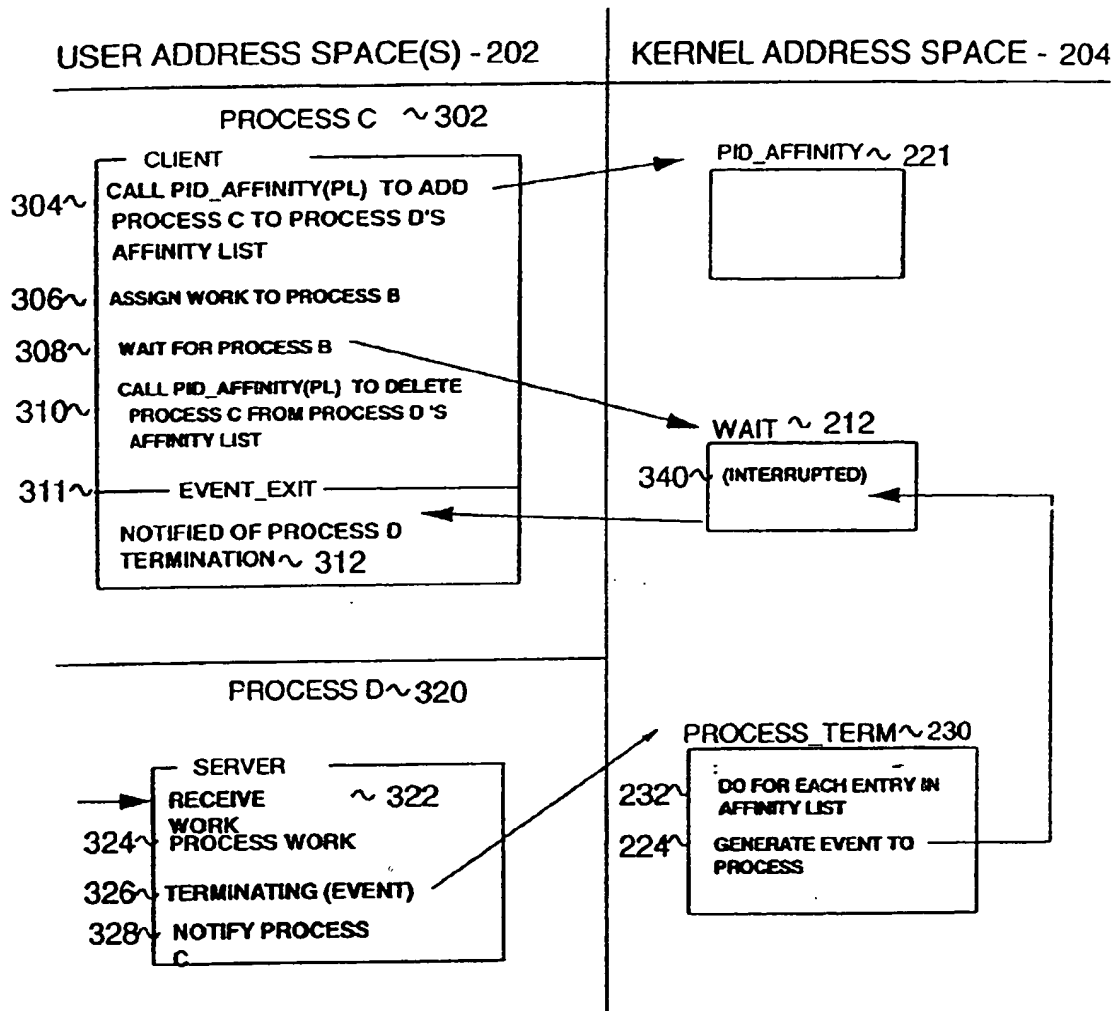 USER ADDRESS SPACE(S) - 202
KERNEL ADDRESS SPACE - 204
PROCESS C ~302
CLIENT
304~ CALL PID_AFFINITY(PL) TO ADD
PROCESS C TO PROCESS D'S
AFFINITY LIST
306~ ASSIGN WORK TO PROCESS B
308~ WAIT FOR PROCESS B
CALL PID_AFFINITY(PL) TO DELETE
310~ PROCESS C FROM PROCESS D 'S
AFFINITY LIST
311~ EVENT_EXIT
NOTIFIED OF PROCESS D
TERMINATION~ 312
PID_AFFINITY~ 221
WAIT ~ 212
340~ (INTERRUPTED)
PROCESS D~320
SERVER
RECEIVE ~ 322
WORK
324~ PROCESS WORK
326~ TERMINATING (EVENT)
328~ NOTIFY PROCESS
C
PROCESS_TERM~230
232~ DO FOR EACH ENTRY IN
AFFINITY LIST
224~ GENERATE EVENT TO
PROCESS